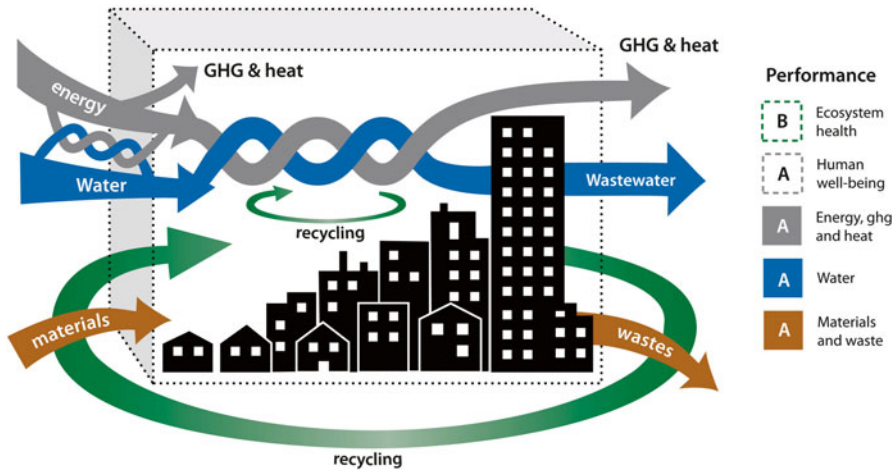 GHG & heat
GHG & heat
energy
Water
Wastewater
recycling
materials
wastes
recycling
Performance
B
Ecosystem
health
A
Human
well-being
A
Energy, ghg
and heat
A
Water
A
Materials
and waste